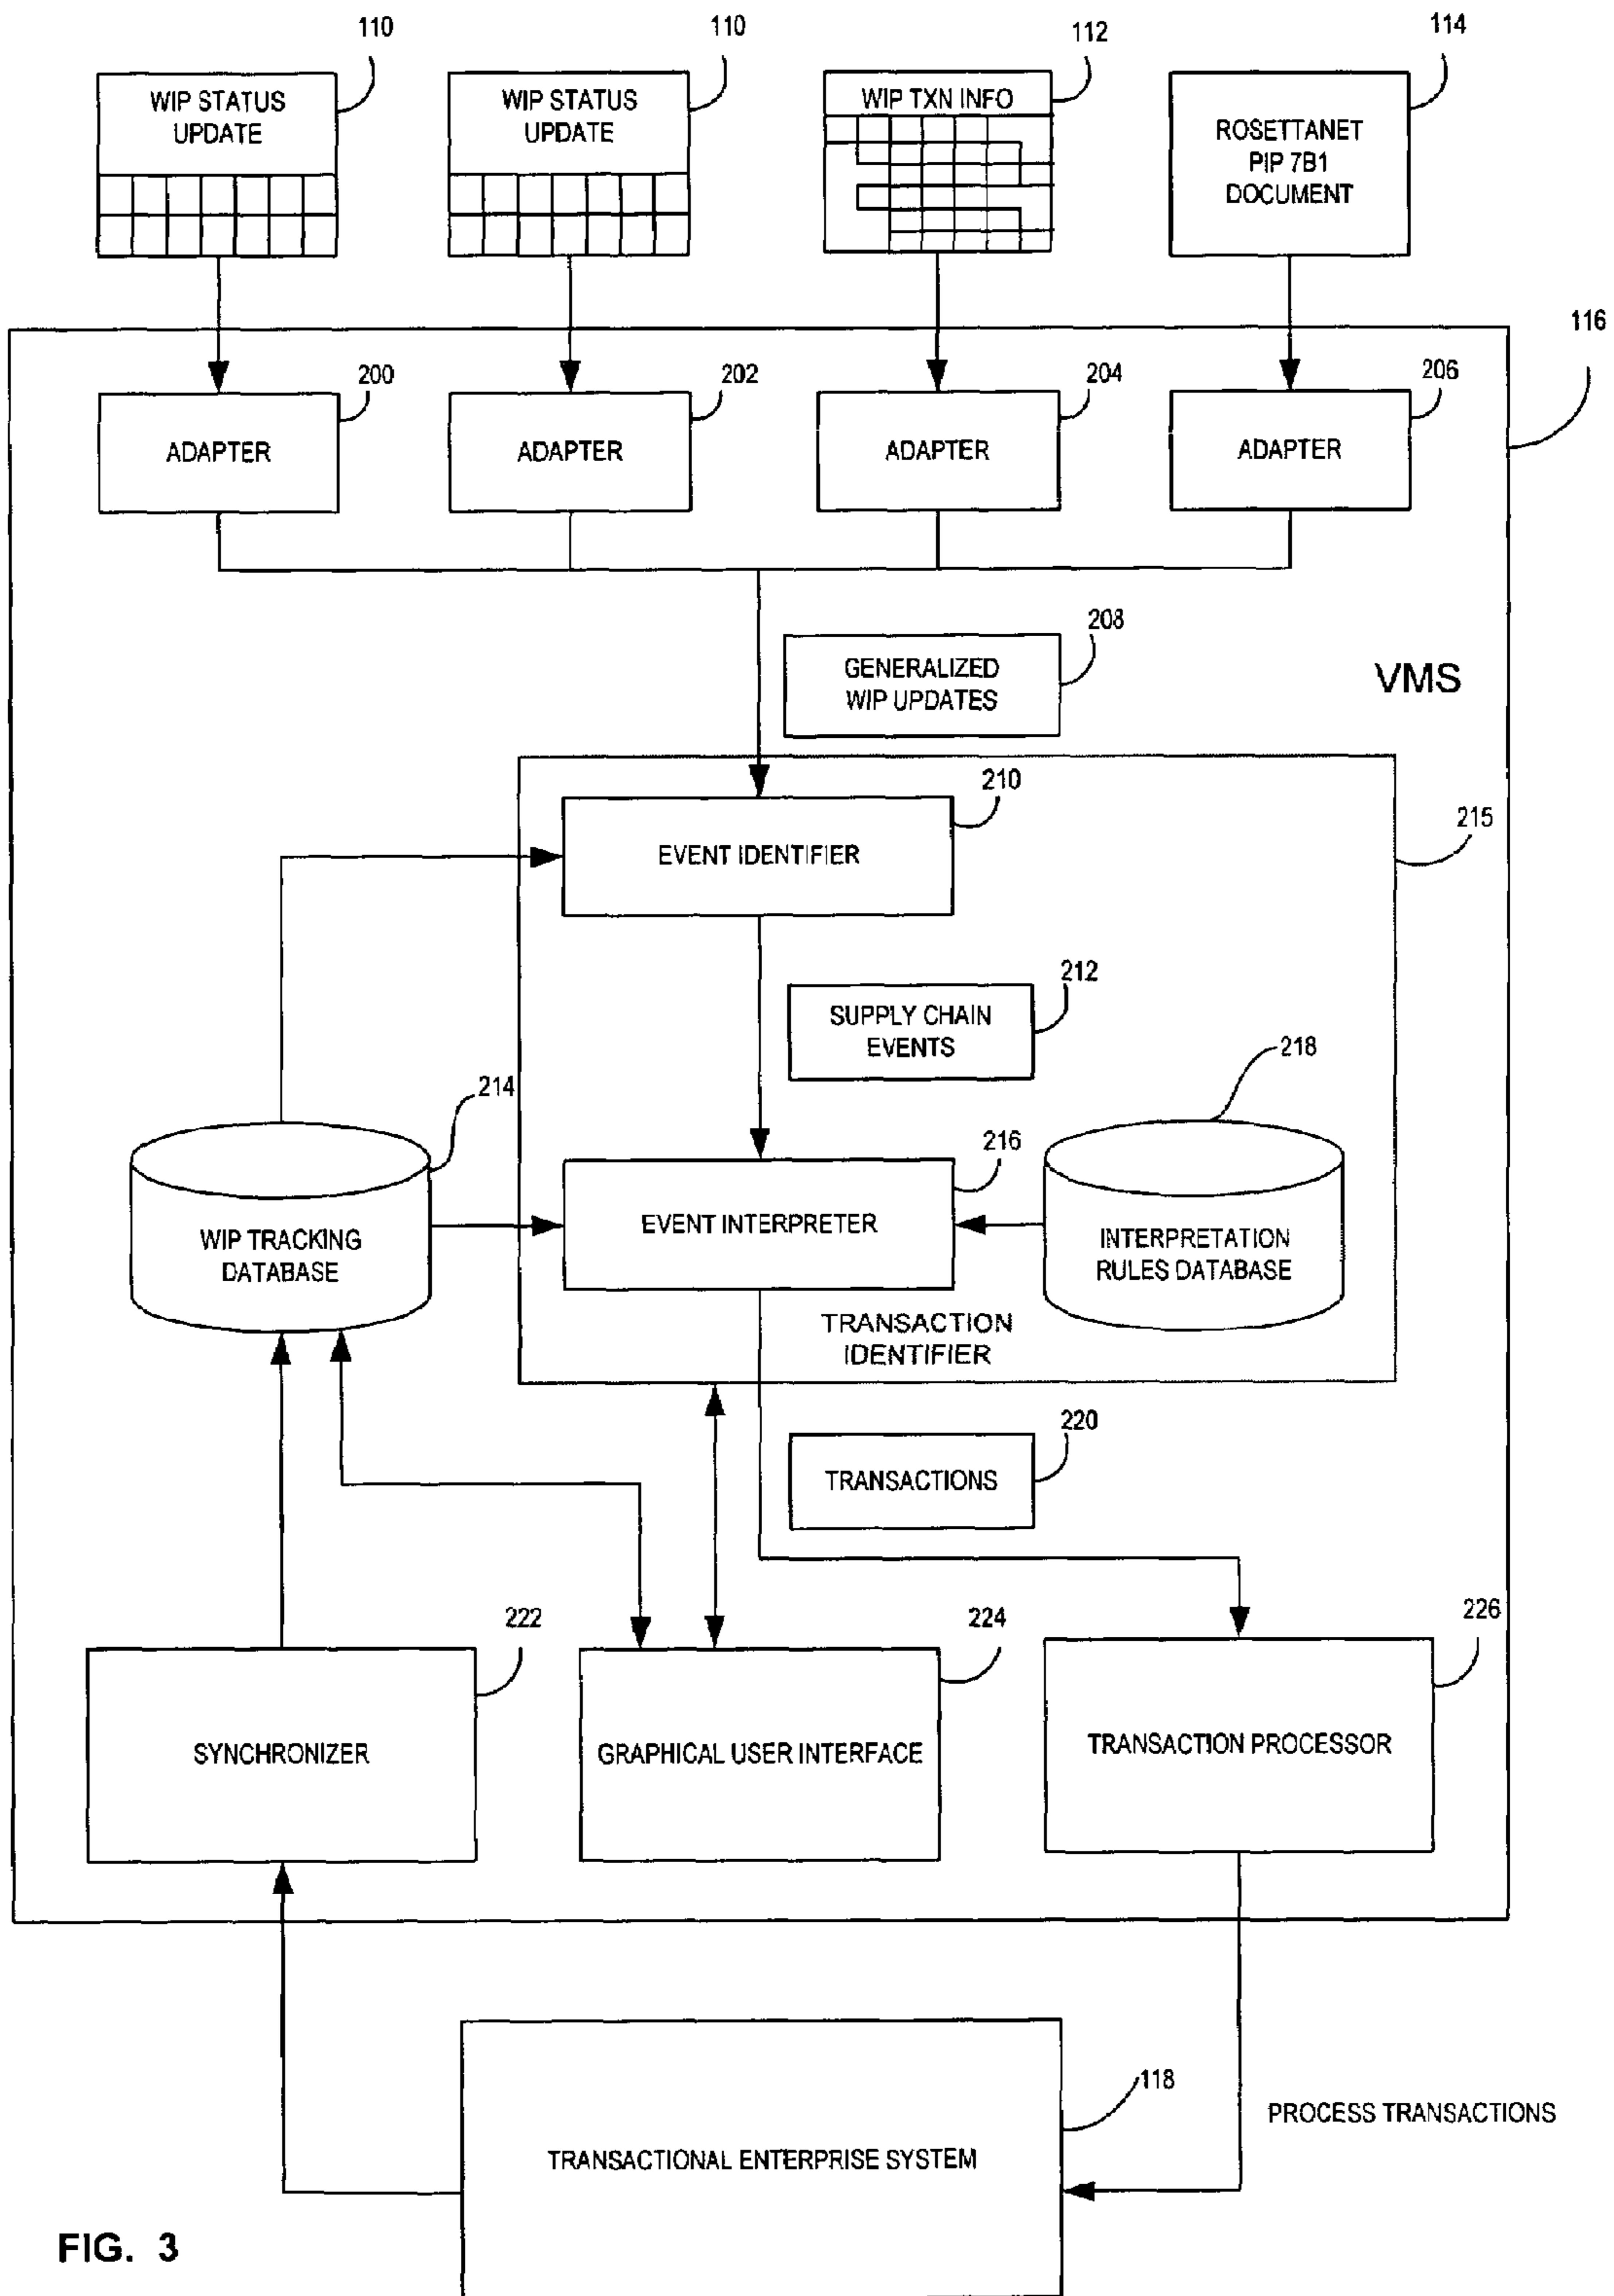 110
110
112
114
WIP STATUS
UPDATE
WIP STATUS
UPDATE
WIP TXN INFO
ROSETTANET
PIP 7B1
DOCUMENT
116
200
202
204
206
ADAPTER
ADAPTER
ADAPTER
ADAPTER
208
GENERALIZED
WIP UPDATES
VMS
210
215
EVENT IDENTIFIER
212
SUPPLY CHAIN
EVENTS
218
214
216
WIP TRACKING
DATABASE
EVENT INTERPRETER
INTERPRETATION
RULES DATABASE
TRANSACTION
IDENTIFIER
220
TRANSACTIONS
222
224
226
SYNCHRONIZER
GRAPHICAL USER INTERFACE
TRANSACTION PROCESSOR
118
PROCESS TRANSACTIONS
TRANSACTIONAL ENTERPRISE SYSTEM
FIG. 3